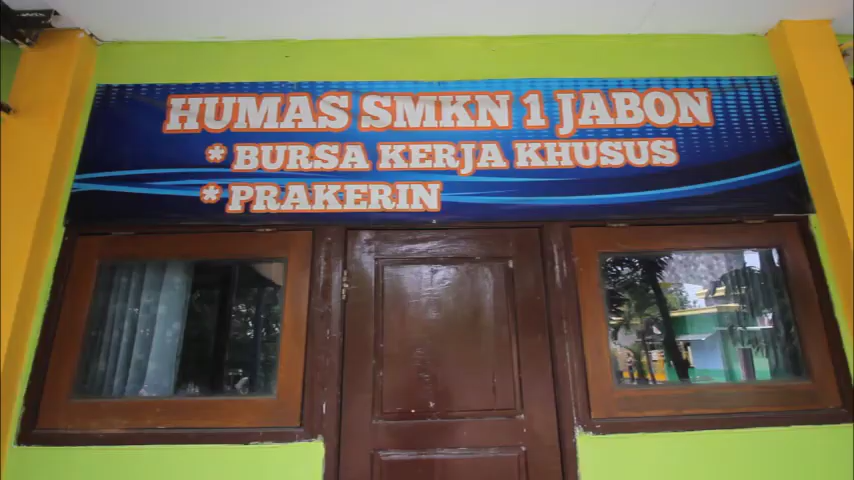 HUMAS SMKN 1 JABON
* BURSA KERJA KHUSUS
* PRAKERIN